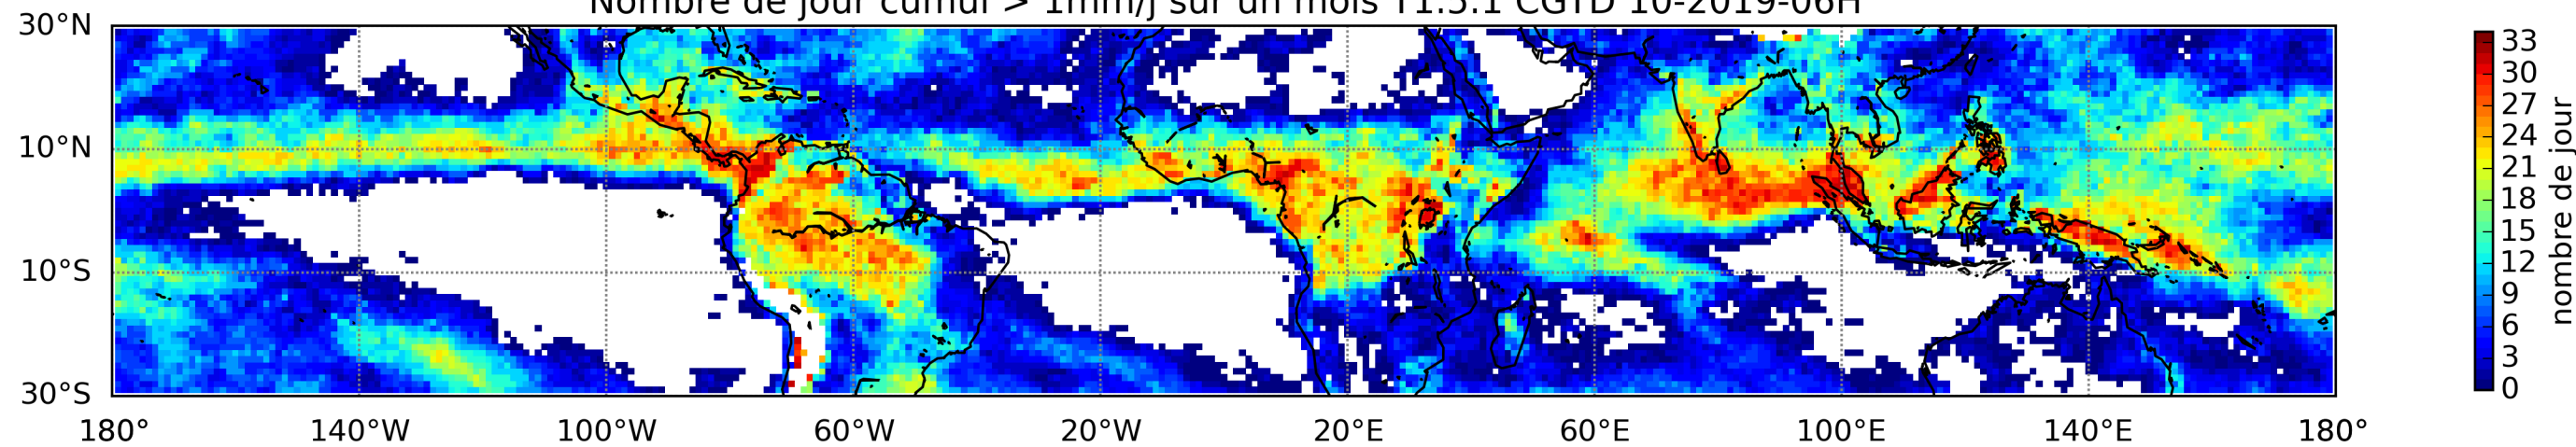 Nombre de jour cumul > 1mm/j sur un mois T1.5.1 CGTD 10-2019-06H
30°N
10°N
10°S
30°S
180° 140°W 100°W 60°W 20°W 20°E 60°E 100°E 140°E 180°
33
30
27
24
21
18
15
12
9
6
3
0
nombre de jour